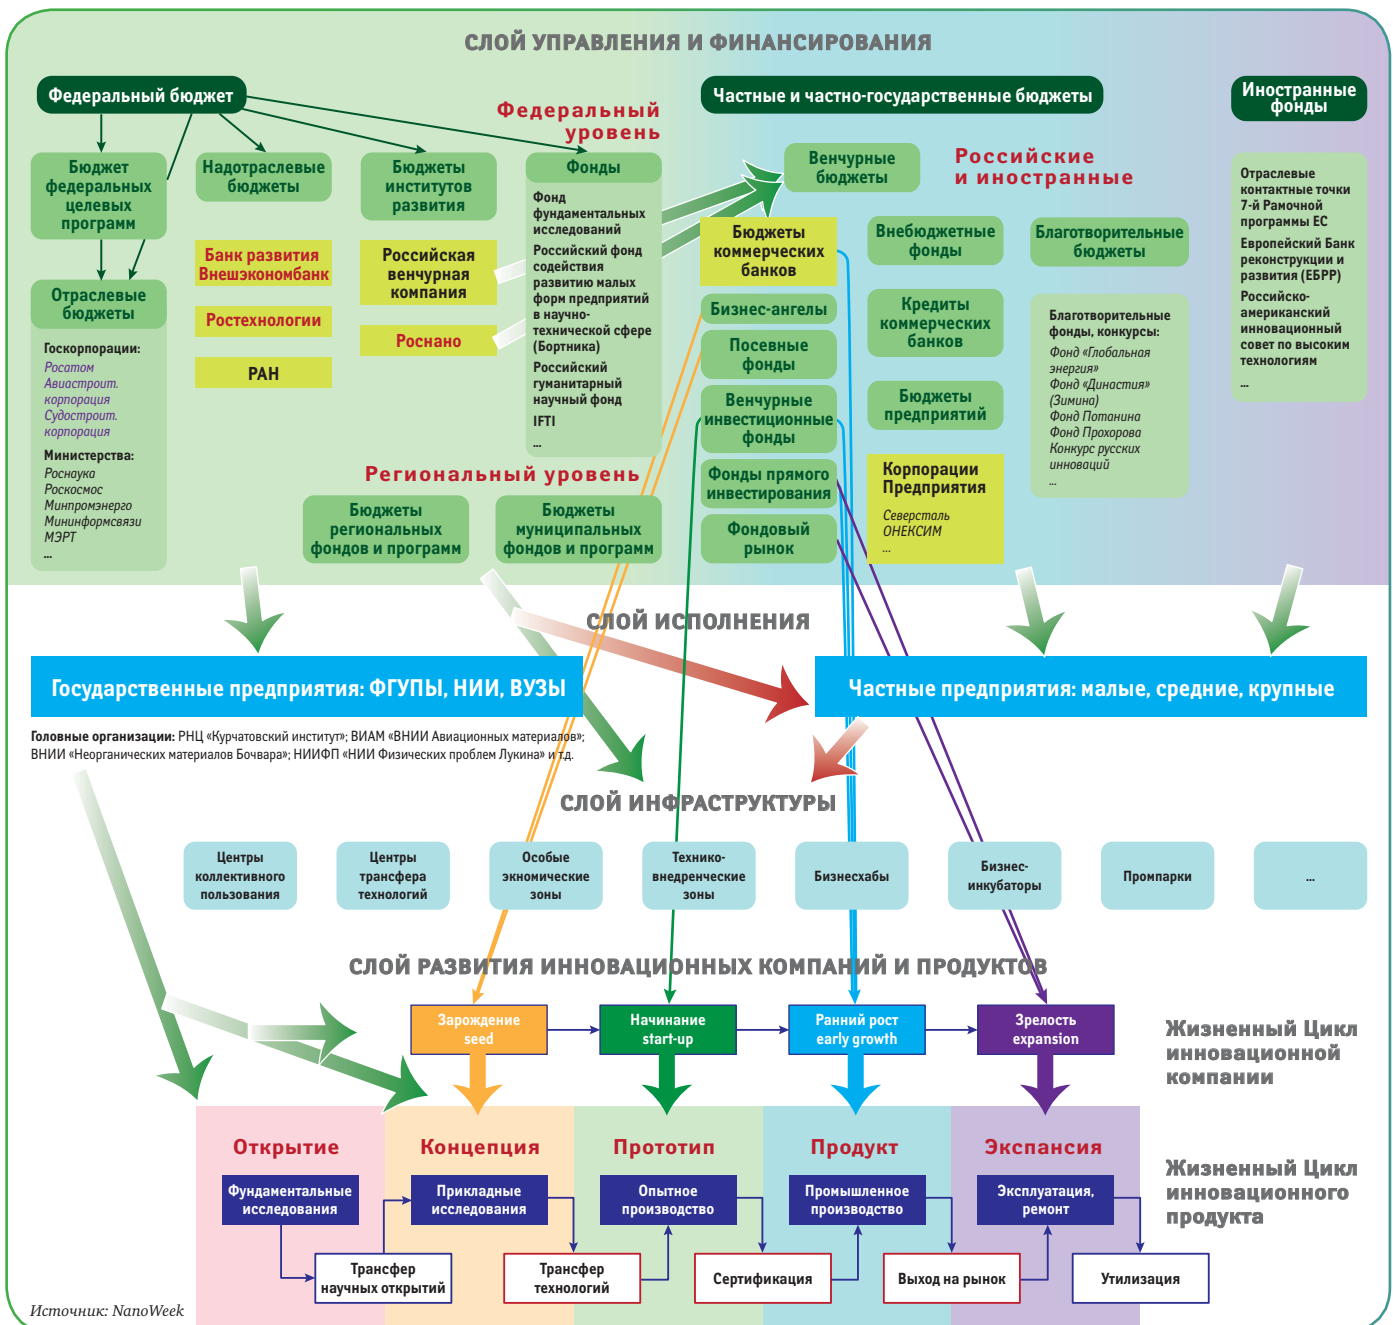 СЛОЙ УПРАВЛЕНИЯ И ФИНАНСИРОВАНИЯ
Федеральный бюджет
Частные и частно-государственные бюджеты
Иностранные
фонды
Федеральный
уровень
Бюджет
федеральных
целевых
программ
Надотраслевые
бюджеты
Бюджеты
институтов
развития
Фонды
Венчурные
бюджеты
Российские
и иностранные
Отраслевые
бюджеты
Госкорпорации:
Росатом
Авиастроит.
корпорация
Судостроит.
корпорация
Министерства:
Роснаука
Роскосмос
Минпромэнерго
Мининформсвязи
МЭРТ
...
Банк развития
Внешэкономбанк
Ростехнологии
РАН
Российская
венчурная
компания
Роснано
Фонд
фундаментальных
исследований
Российский фонд
содействия
развитию малых
форм предприятий
в научно-
технической сфере
(Бортника)
Российский
гуманитарный
научный фонд
IFTI
...
Региональный уровень
Бюджеты
региональных
фондов и программ
Бюджеты
муниципальных
фондов и программ
Бюджеты
коммерческих
банков
Бизнес-ангелы
Посевные
фонды
Венчурные
инвестиционные
фонды
Фонды прямого
инвестирования
Фондовый
рынок
Внебюджетные
фонды
Кредиты
коммерческих
банков
Бюджеты
предприятий
Корпорации
Предприятия
Северсталь
ОНЕКСИМ
...
Благотворительные
бюджеты
Благотворительные
фонды, конкурсы:
Фонд «Глобальная
энергия»
Фонд «Династия»
(Зимина)
Фонд Потанина
Фонд Прохорова
Конкурс русских
инноваций
...
Отраслевые
контактные точки
7-й Рамочной
программы ЕС
Европейский Банк
реконструкции и
развития (ЕБРР)
Российско-
американский
инновационный
совет по высоким
технологиям
...
СЛОЙ ИСПОЛНЕНИЯ
Государственные предприятия: ФГУПЫ, НИИ, ВУЗЫ
Частные предприятия: малые, средние, крупные
Головные организации: РНЦ «Курчатовский институт»; ВИАМ «ВНИИ Авиационных материалов»;
ВНИИ «Неорганических материалов Бочвара»; НИИФП «НИИ Физических проблем Лукина» и т.д.
СЛОЙ ИНФРАСТРУКТУРЫ
Центры
коллективного
пользования
Центры
трансфера
технологий
Особые
экномические
зоны
Технико-
внедренческие
зоны
Бизнесхабы
Бизнес-
инкубаторы
Промпарки
...
СЛОЙ РАЗВИТИЯ ИННОВАЦИОННЫХ КОМПАНИЙ И ПРОДУКТОВ
Зарождение
seed
Начинание
start-up
Ранний рост
early growth
Зрелость
expansion
Жизненный Цикл
инновационной
компании
Открытие
Концепция
Прототип
Продукт
Экспансия
Жизненный Цикл
инновационного
продукта
Фундаментальные
исследования
Прикладные
исследования
Опытное
производство
Промышленное
производство
Эксплуатация,
ремонт
Трансфер
научных открытий
Трансфер
технологий
Сертификация
Выход на рынок
Утилизация
Источник: NanoWeek